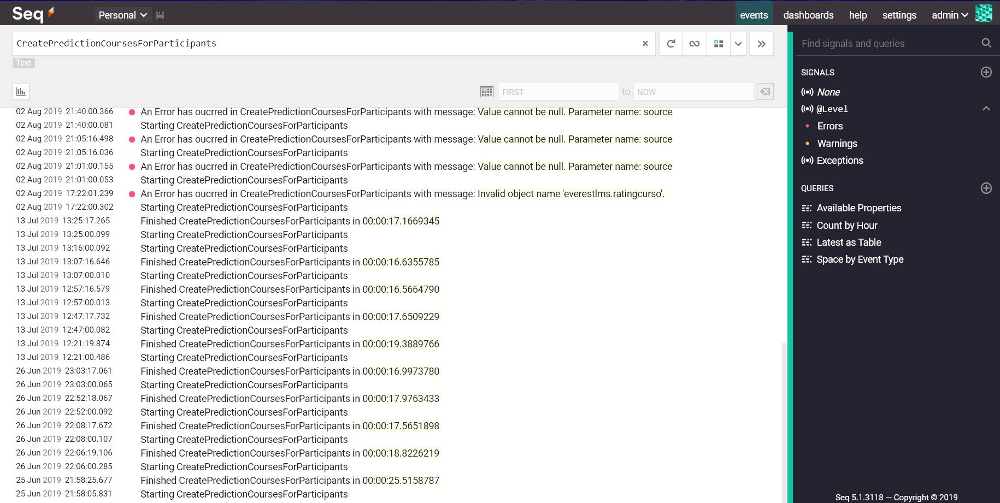 Seq Personal events dashboards help settings admin
CreatePredictionCoursesForParticipants
Text
FIRST to NOW
02 Aug 2019 21:40:00.366 An Error has oucrred in CreatePredictionCoursesForParticipants with message: Value cannot be null. Parameter name: source
02 Aug 2019 21:40:00.081 Starting CreatePredictionCoursesForParticipants
02 Aug 2019 21:05:16.498 An Error has oucrred in CreatePredictionCoursesForParticipants with message: Value cannot be null. Parameter name: source
02 Aug 2019 21:05:16.036 Starting CreatePredictionCoursesForParticipants
02 Aug 2019 21:01:00.155 An Error has oucrred in CreatePredictionCoursesForParticipants with message: Value cannot be null. Parameter name: source
02 Aug 2019 21:01:00.053 Starting CreatePredictionCoursesForParticipants
02 Aug 2019 17:22:01.239 An Error has oucrred in CreatePredictionCoursesForParticipants with message: Invalid object name 'everestlms.ratingcurso'.
02 Aug 2019 17:22:00.302 Starting CreatePredictionCoursesForParticipants
13 Jul 2019 13:25:17.265 Finished CreatePredictionCoursesForParticipants in 00:00:17.1669345
13 Jul 2019 13:25:00.099 Starting CreatePredictionCoursesForParticipants
13 Jul 2019 13:16:00.092 Starting CreatePredictionCoursesForParticipants
13 Jul 2019 13:07:16.646 Finished CreatePredictionCoursesForParticipants in 00:00:16.6355785
13 Jul 2019 13:07:00.010 Starting CreatePredictionCoursesForParticipants
13 Jul 2019 12:57:16.579 Finished CreatePredictionCoursesForParticipants in 00:00:16.5664790
13 Jul 2019 12:57:00.013 Starting CreatePredictionCoursesForParticipants
13 Jul 2019 12:47:17.732 Finished CreatePredictionCoursesForParticipants in 00:00:17.6509229
13 Jul 2019 12:47:00.082 Starting CreatePredictionCoursesForParticipants
13 Jul 2019 12:21:19.874 Finished CreatePredictionCoursesForParticipants in 00:00:19.3889766
13 Jul 2019 12:21:00.486 Starting CreatePredictionCoursesForParticipants
26 Jun 2019 23:03:17.061 Finished CreatePredictionCoursesForParticipants in 00:00:16.9973780
26 Jun 2019 23:03:00.065 Starting CreatePredictionCoursesForParticipants
26 Jun 2019 22:52:18.067 Finished CreatePredictionCoursesForParticipants in 00:00:17.9763433
26 Jun 2019 22:52:00.092 Starting CreatePredictionCoursesForParticipants
26 Jun 2019 22:08:17.672 Finished CreatePredictionCoursesForParticipants in 00:00:17.5651898
26 Jun 2019 22:08:00.107 Starting CreatePredictionCoursesForParticipants
26 Jun 2019 22:06:19.106 Finished CreatePredictionCoursesForParticipants in 00:00:18.8226219
26 Jun 2019 22:06:00.285 Starting CreatePredictionCoursesForParticipants
25 Jun 2019 21:58:25.677 Finished CreatePredictionCoursesForParticipants in 00:00:25.5158787
25 Jun 2019 21:58:05.831 Starting CreatePredictionCoursesForParticipants
Find signals and queries
SIGNALS
None
@Level
Errors
Warnings
Exceptions
QUERIES
Available Properties
Count by Hour
Latest as Table
Space by Event Type
Seq 5.1.3118 — Copyright © 2019